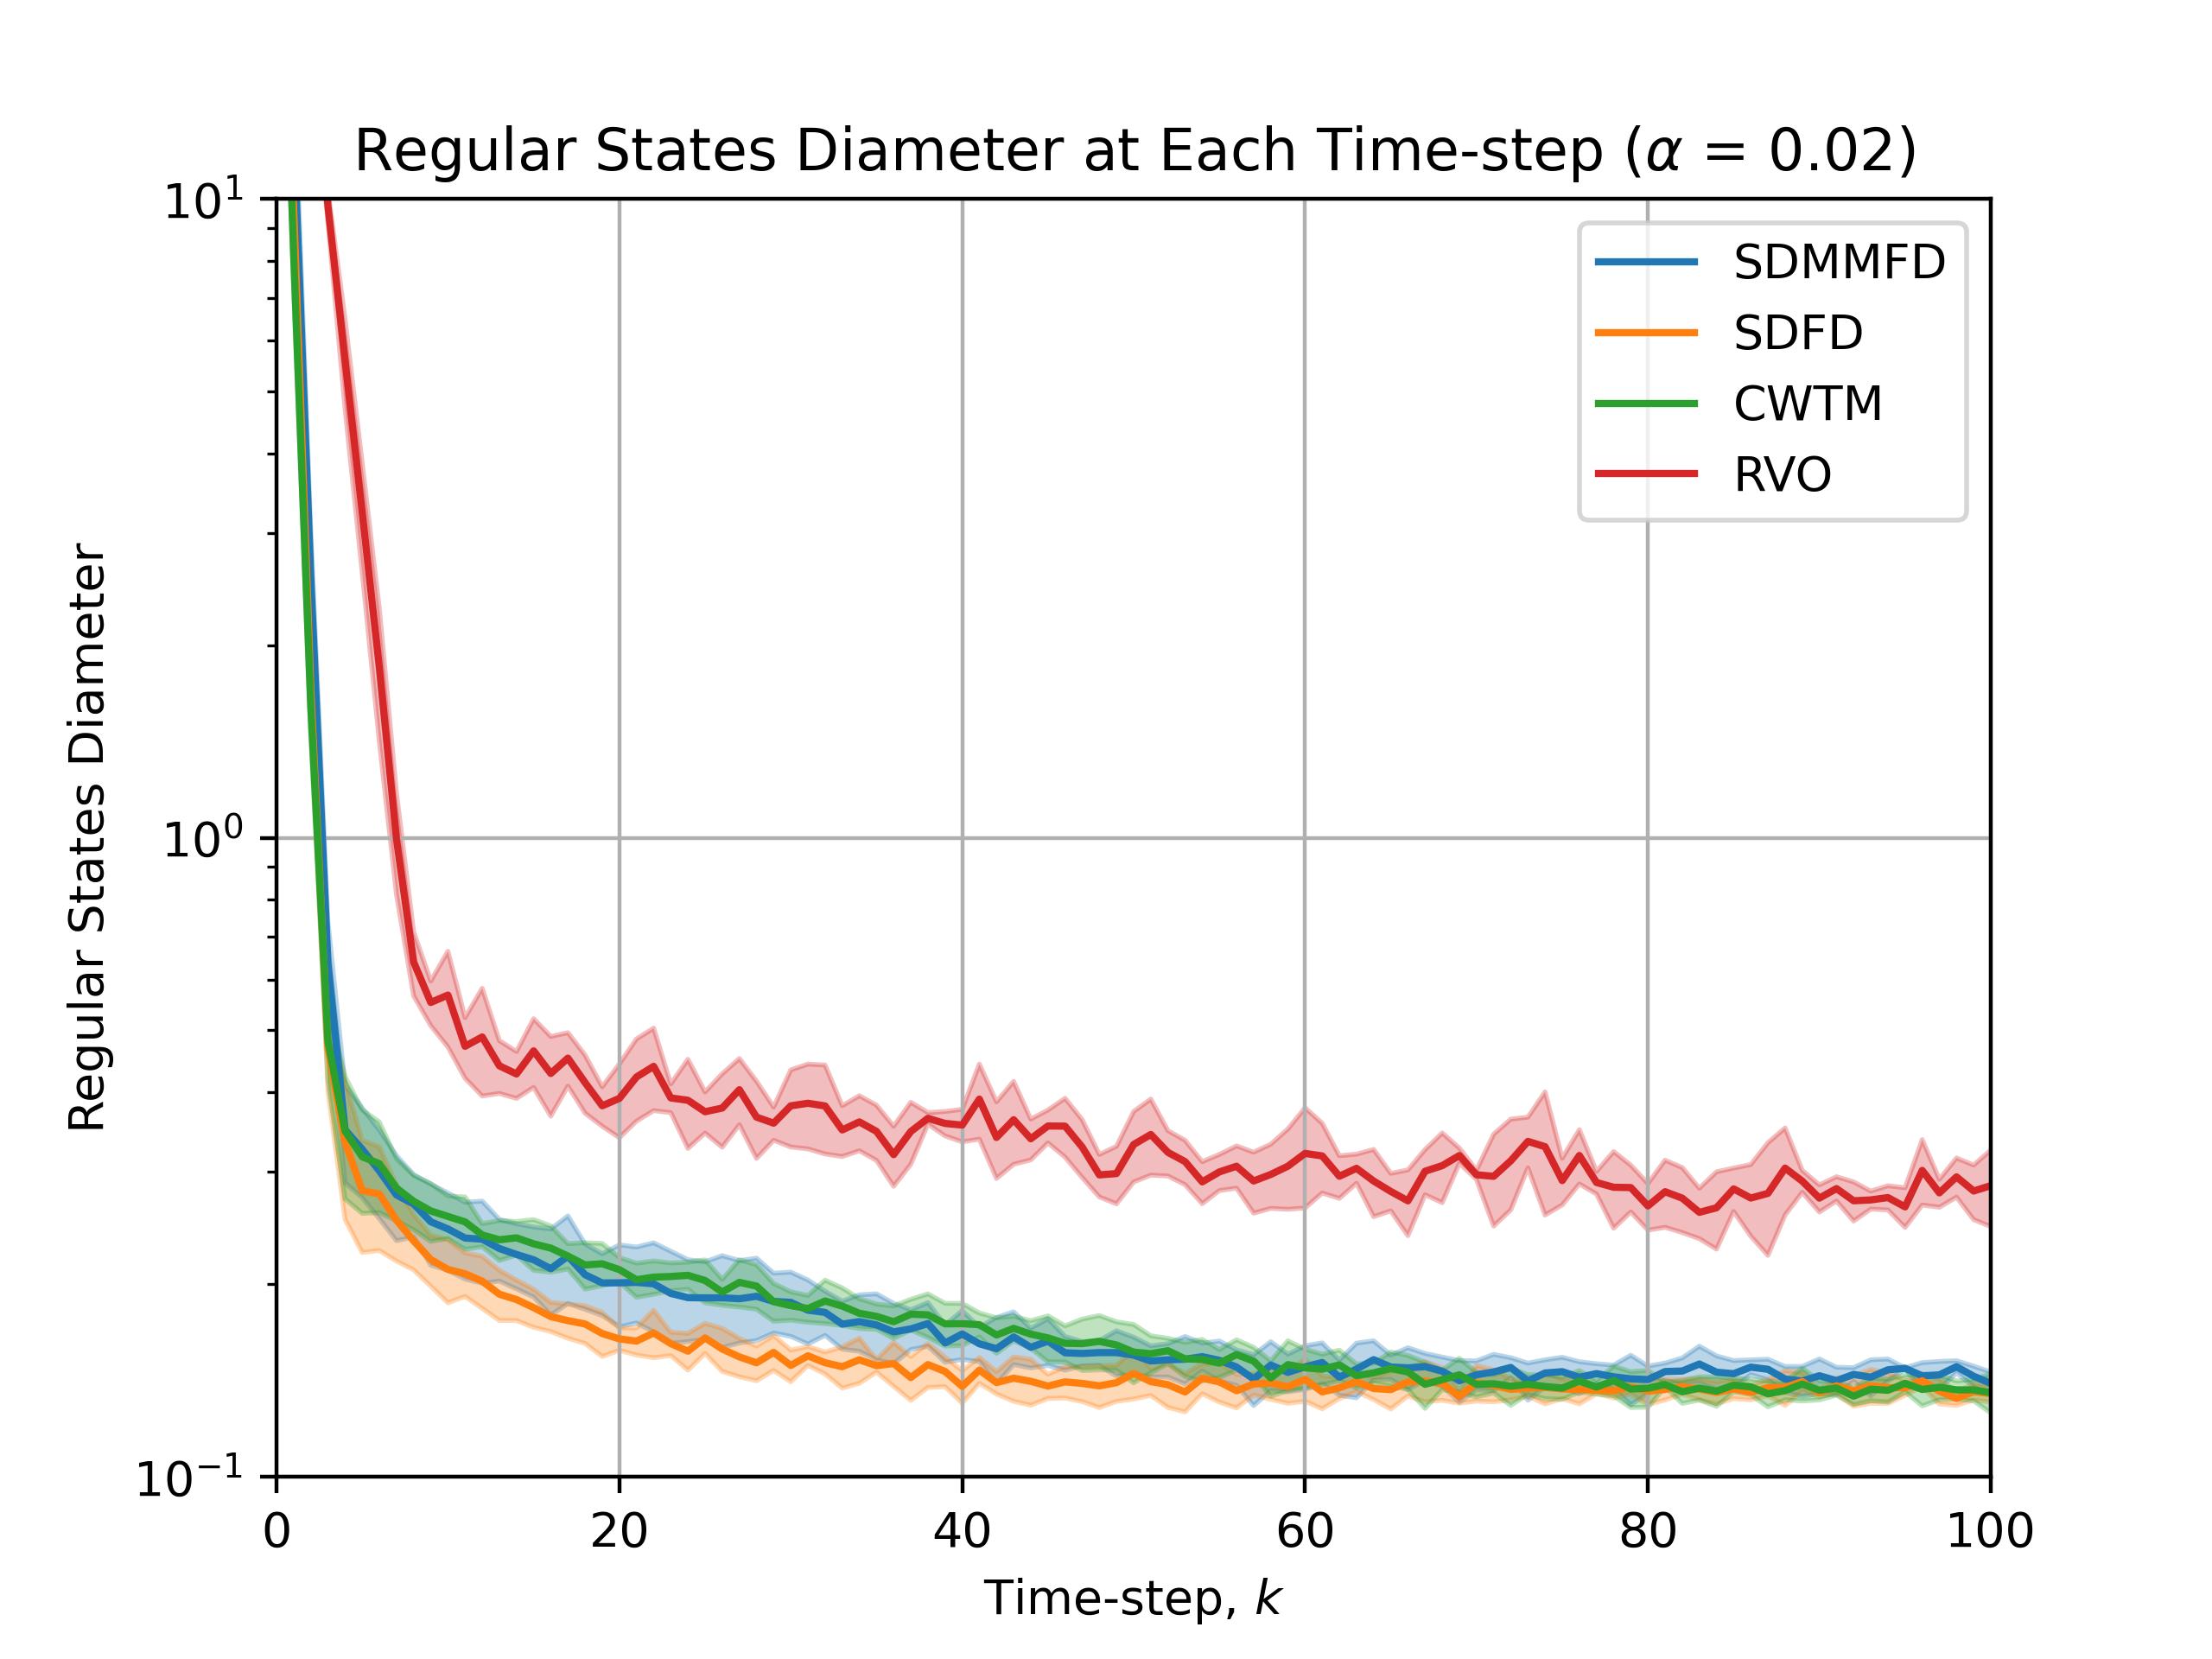 Regular States Diameter at Each Time-step (α = 0.02)
Regular States Diameter
10¹
10⁰
10⁻¹
SDMMFD
SDFD
CWTM
RVO
0 20 40 60 80 100
Time-step, k